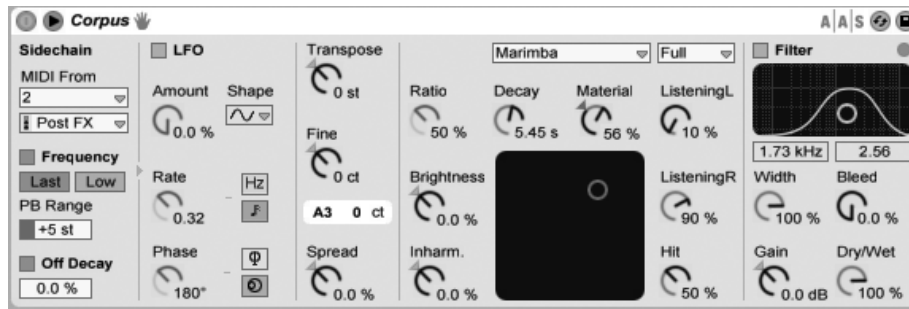 Corpus
A|A|S
Sidechain
MIDI From
2
Post FX
Frequency
Last Low
PB Range
+5 st
Off Decay
0.0 %
LFO
Amount Shape
0.0 %
Rate Hz
0.32
Phase Φ
180°
Transpose
0 st
Fine
0 ct
A3 0 ct
Spread
0.0 %
Marimba Full
Ratio Decay Material ListeningL
50 % 5.45 s 56 % 10 %
Brightness ListeningR
0.0 % 90 %
Inharm. Hit
0.0 % 50 %
Filter
1.73 kHz 2.56
Width Bleed
100 % 0.0 %
Gain Dry/Wet
0.0 dB 100 %